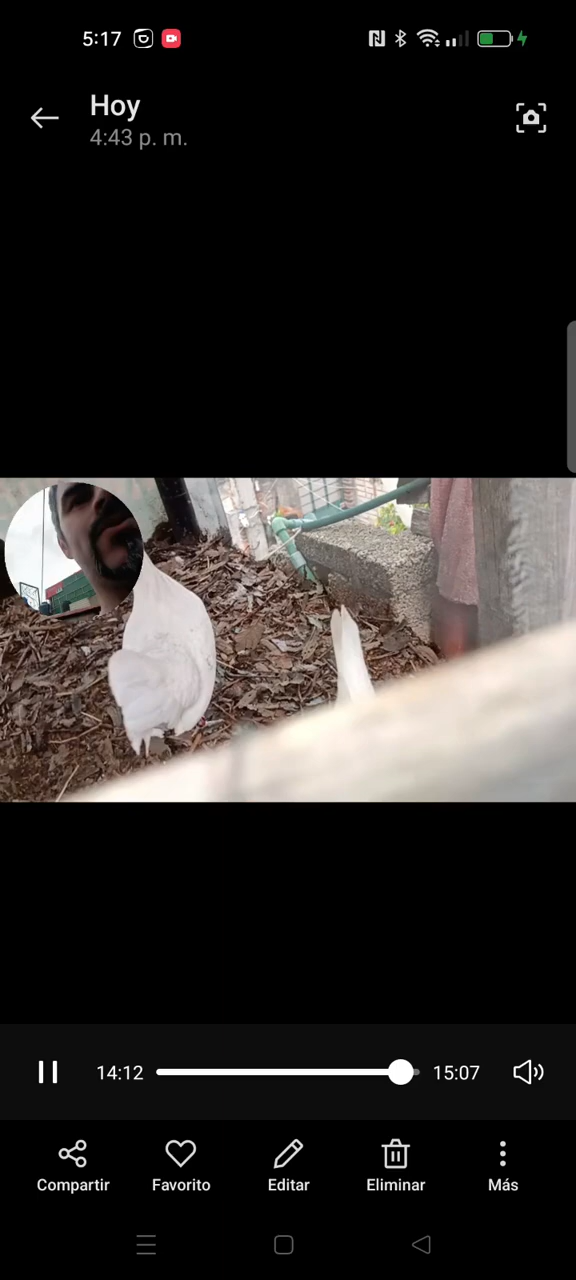 5:17
Hoy
4:43 p. m.
14:12
15:07
Compartir
Favorito
Editar
Eliminar
Más